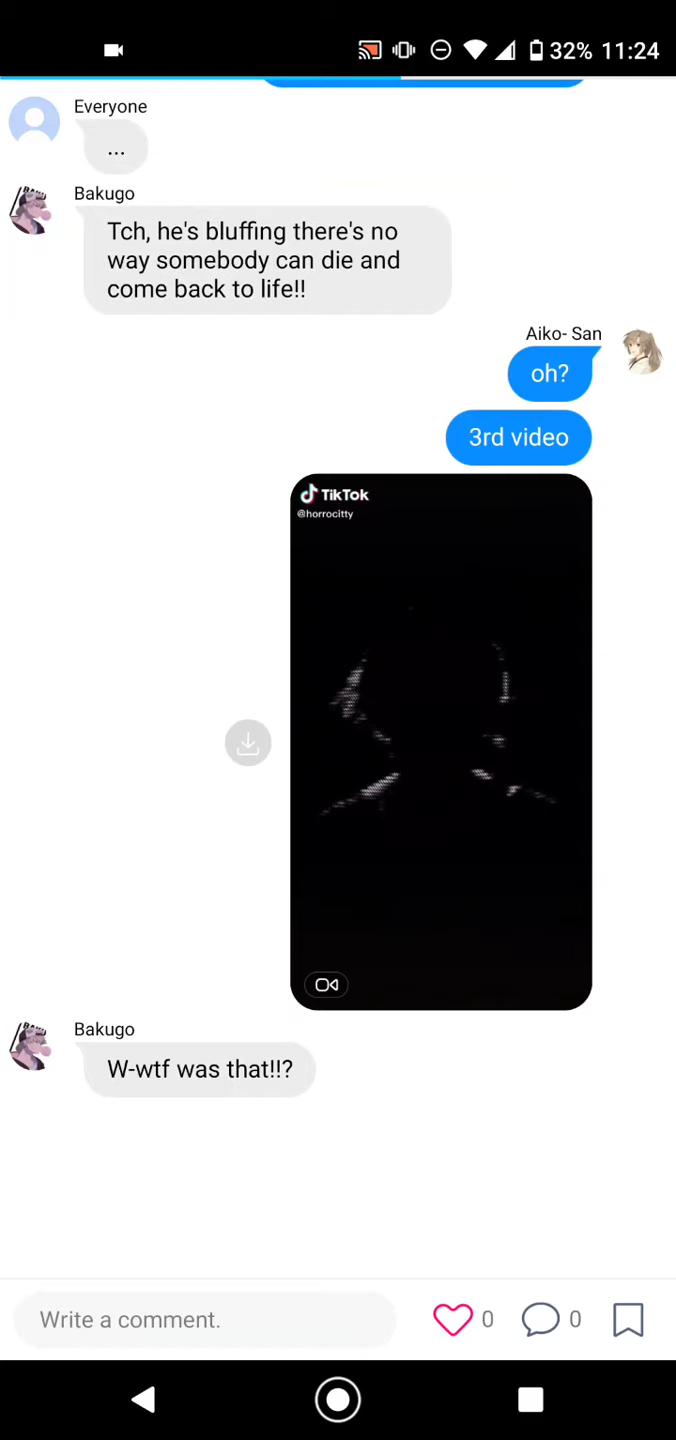 32% 11:24
Everyone
...
Bakugo
Tch, he's bluffing there's no
way somebody can die and
come back to life!!
Aiko- San
oh?
3rd video
TikTok
@horrocitty
Bakugo
W-wtf was that!!?
Write a comment.
0
0